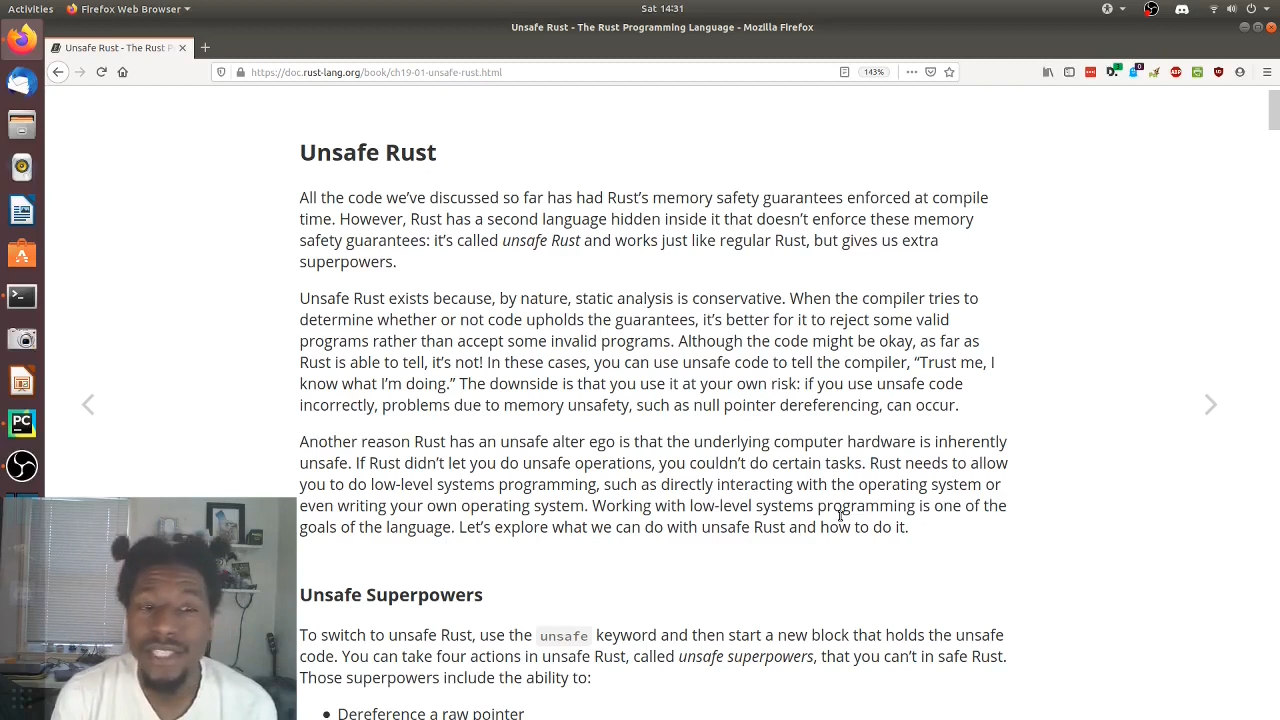 Activities
Firefox Web Browser
Sat 14:31
Unsafe Rust - The Rust Programming Language - Mozilla Firefox
Unsafe Rust - The Rust P
https://doc.rust-lang.org/book/ch19-01-unsafe-rust.html
143%
Unsafe Rust
All the code we’ve discussed so far has had Rust’s memory safety guarantees enforced at compile
time. However, Rust has a second language hidden inside it that doesn’t enforce these memory
safety guarantees: it’s called unsafe Rust and works just like regular Rust, but gives us extra
superpowers.
Unsafe Rust exists because, by nature, static analysis is conservative. When the compiler tries to
determine whether or not code upholds the guarantees, it’s better for it to reject some valid
programs rather than accept some invalid programs. Although the code might be okay, as far as
Rust is able to tell, it’s not! In these cases, you can use unsafe code to tell the compiler, “Trust me, I
know what I’m doing.” The downside is that you use it at your own risk: if you use unsafe code
incorrectly, problems due to memory unsafety, such as null pointer dereferencing, can occur.
Another reason Rust has an unsafe alter ego is that the underlying computer hardware is inherently
unsafe. If Rust didn’t let you do unsafe operations, you couldn’t do certain tasks. Rust needs to allow
you to do low-level systems programming, such as directly interacting with the operating system or
even writing your own operating system. Working with low-level systems programming is one of the
goals of the language. Let’s explore what we can do with unsafe Rust and how to do it.
Unsafe Superpowers
To switch to unsafe Rust, use the unsafe keyword and then start a new block that holds the unsafe
code. You can take four actions in unsafe Rust, called unsafe superpowers, that you can’t in safe Rust.
Those superpowers include the ability to:
• Dereference a raw pointer
PC